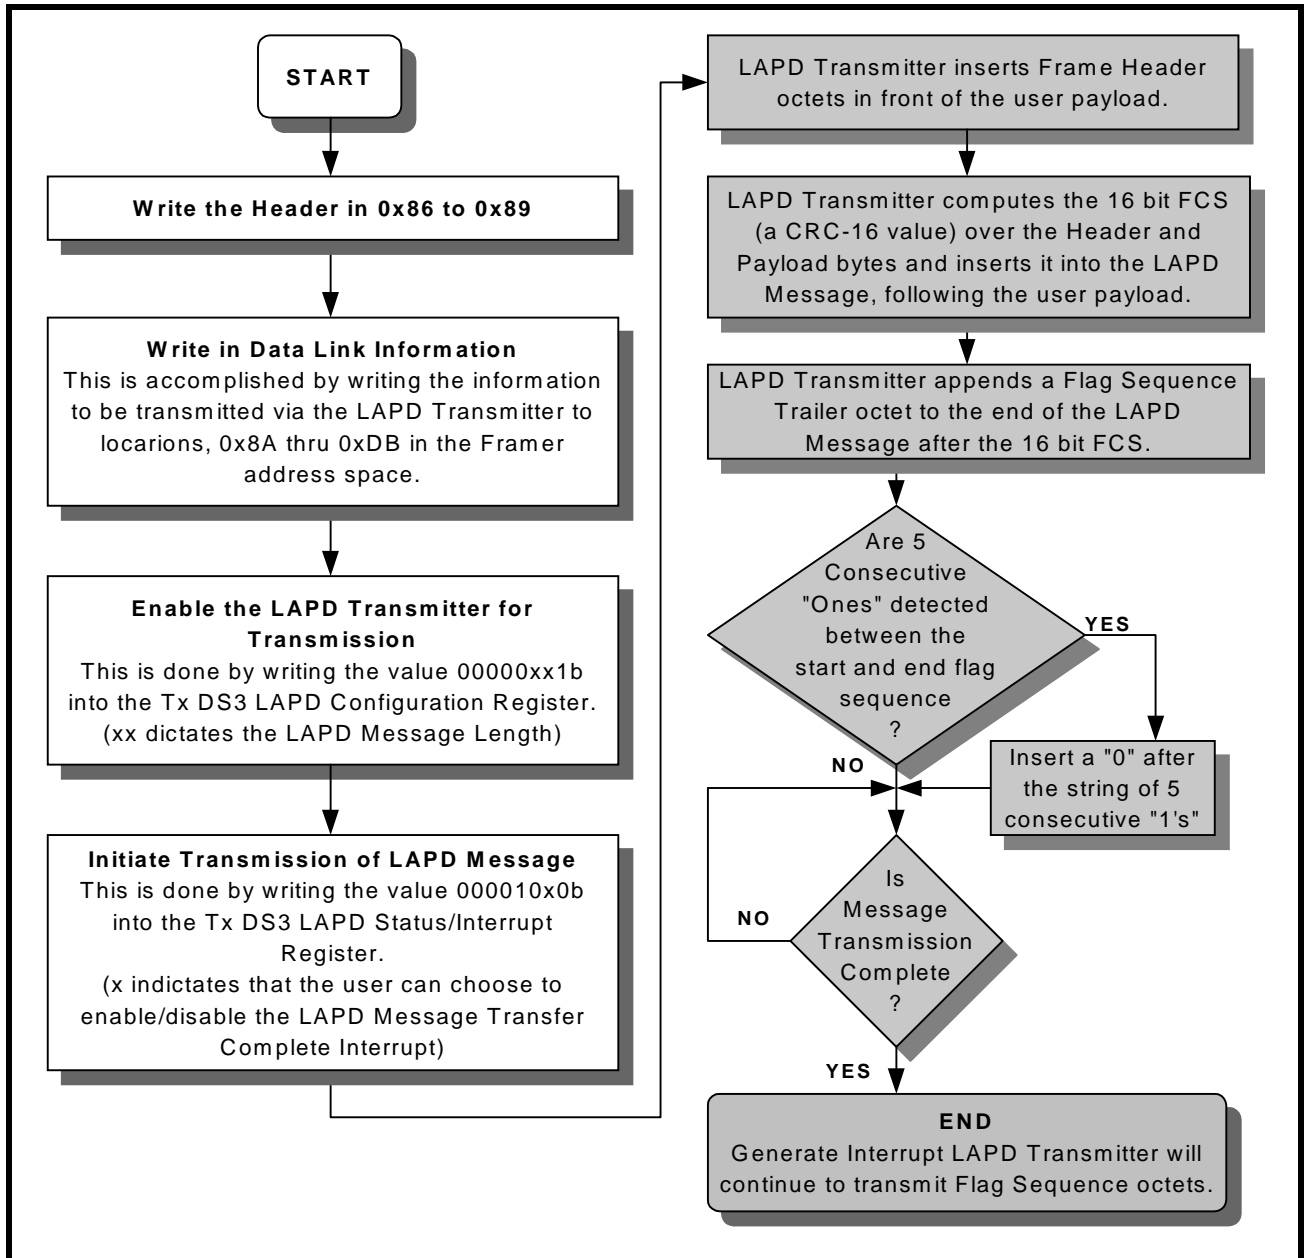 START
Write the Header in 0x86 to 0x89
Write in Data Link Information
This is accomplished by writing the information
to be transmitted via the LAPD Transmitter to
locarions, 0x8A thru 0xDB in the Framer
address space.
Enable the LAPD Transmitter for
Transmission
This is done by writing the value 00000xx1b
into the Tx DS3 LAPD Configuration Register.
(xx dictates the LAPD Message Length)
Initiate Transmission of LAPD Message
This is done by writing the value 000010x0b
into the Tx DS3 LAPD Status/Interrupt
Register.
(x indictates that the user can choose to
enable/disable the LAPD Message Transfer
Complete Interrupt)
LAPD Transmitter inserts Frame Header
octets in front of the user payload.
LAPD Transmitter computes the 16 bit FCS
(a CRC-16 value) over the Header and
Payload bytes and inserts it into the LAPD
Message, following the user payload.
LAPD Transmitter appends a Flag Sequence
Trailer octet to the end of the LAPD
Message after the 16 bit FCS.
Are 5
Consecutive
"Ones" detected
between the
start and end flag
sequence
?
YES
NO
Insert a "0" after
the string of 5
consecutive "1's"
Is
Message
Transmission
Complete
?
NO
YES
END
Generate Interrupt LAPD Transmitter will
continue to transmit Flag Sequence octets.